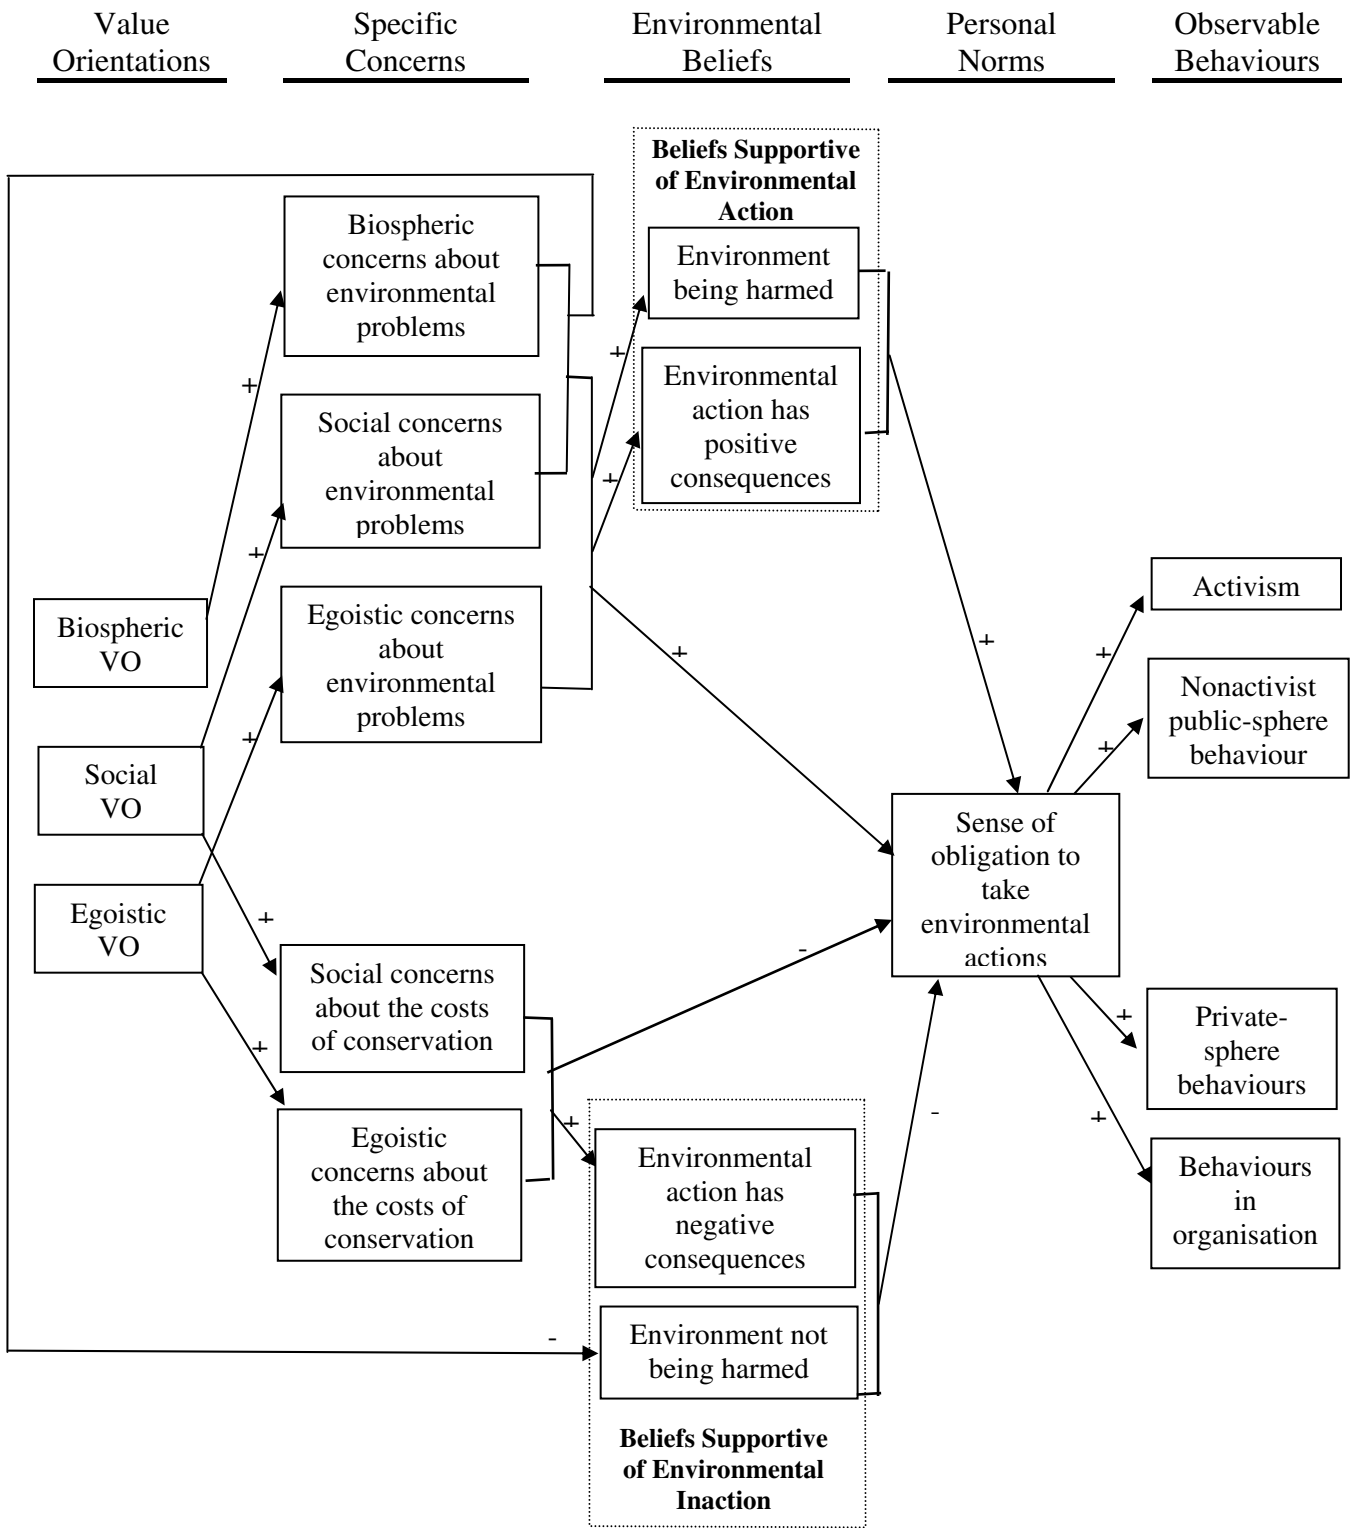 Value
Orientations
Specific
Concerns
Environmental
Beliefs
Personal
Norms
Observable
Behaviours
Beliefs Supportive
of Environmental
Action
Biospheric
concerns about
environmental
problems
Environment
being harmed
+
+
Environmental
action has
positive
consequences
Social concerns
about
environmental
problems
+
+
Activism
Biospheric
VO
Egoistic concerns
about
environmental
problems
+
+
+
Nonactivist
public-sphere
behaviour
+
+
Social
VO
Sense of
obligation to
take
environmental
actions
Egoistic
VO
+
-
Social concerns
about the costs
of conservation
+
+
Private-
sphere
behaviours
+
-
+
Egoistic
concerns about
the costs of
conservation
Environmental
action has
negative
consequences
Behaviours
in
organisation
-
Environment not
being harmed
Beliefs Supportive
of Environmental
Inaction